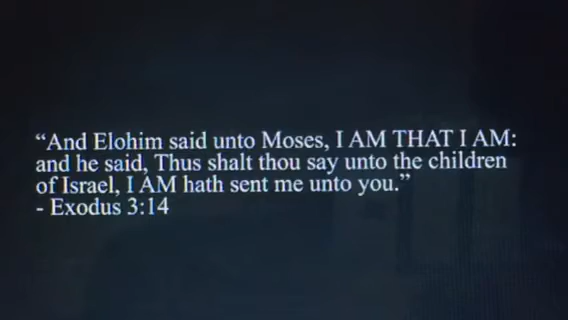 “And Elohim said unto Moses, I AM THAT I AM:
and he said, Thus shalt thou say unto the children
of Israel, I AM hath sent me unto you.”
- Exodus 3:14